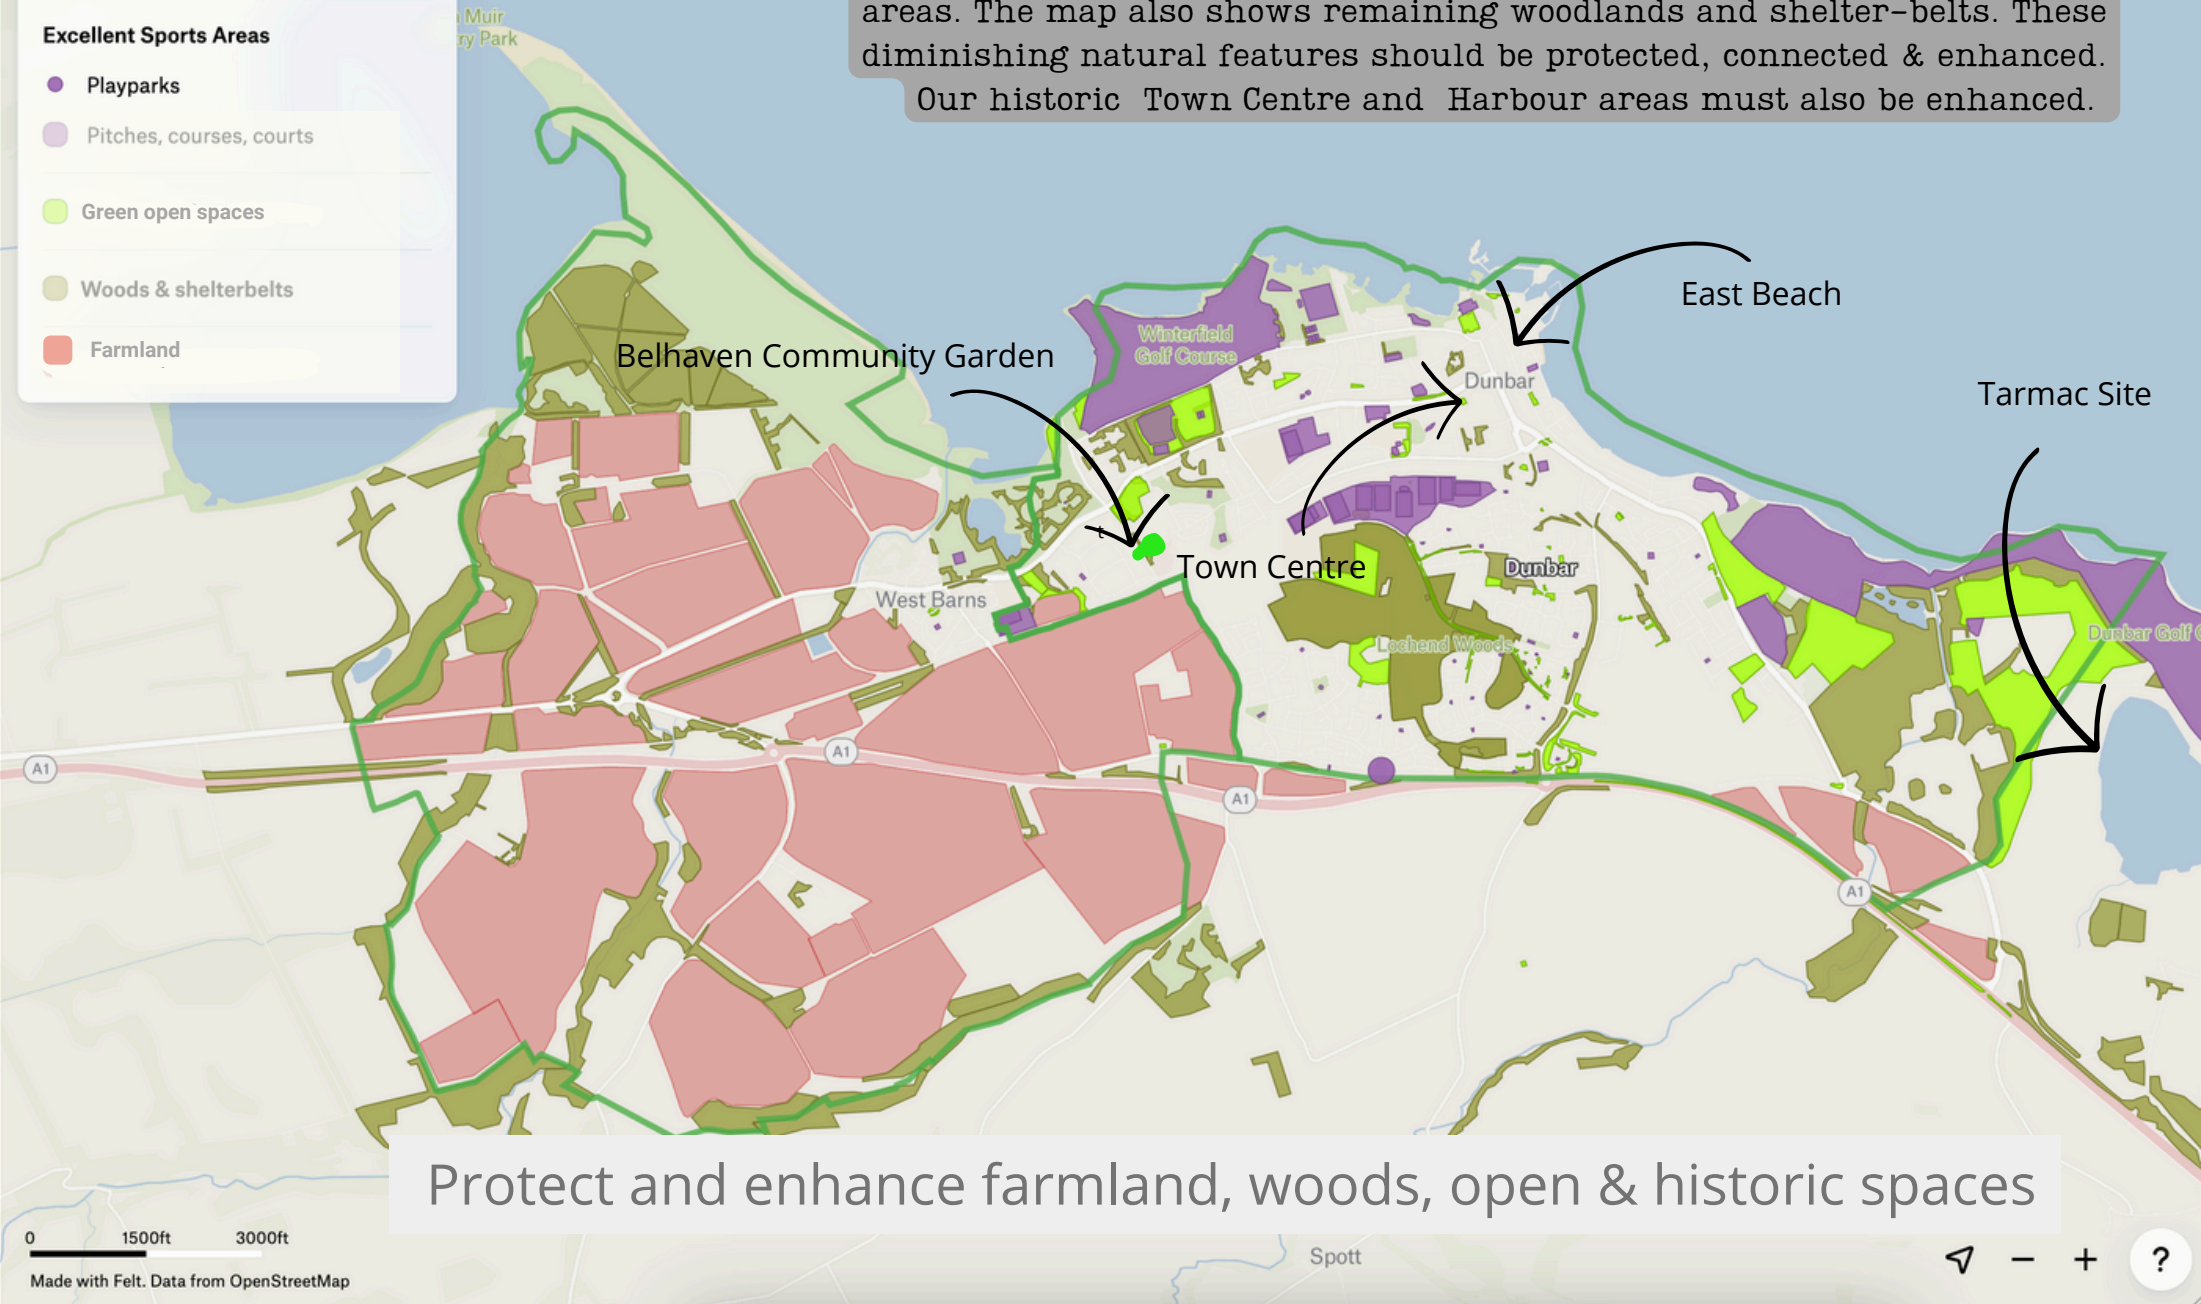 areas. The map also shows remaining woodlands and shelter-belts. These
diminishing natural features should be protected, connected & enhanced.
Our historic Town Centre and Harbour areas must also be enhanced.
Excellent Sports Areas
Playparks
Pitches, courses, courts
Green open spaces
Woods & shelterbelts
Farmland
Muir
ry Park
Winterfield
Golf Course
East Beach
Belhaven Community Garden
Dunbar
Tarmac Site
t
Town Centre
Dunbar
West Barns
Lochend Woods
Dunbar Golf
A1
A1
A1
A1
Protect and enhance farmland, woods, open & historic spaces
0 1500ft 3000ft
Spott
Made with Felt. Data from OpenStreetMap
− + ?